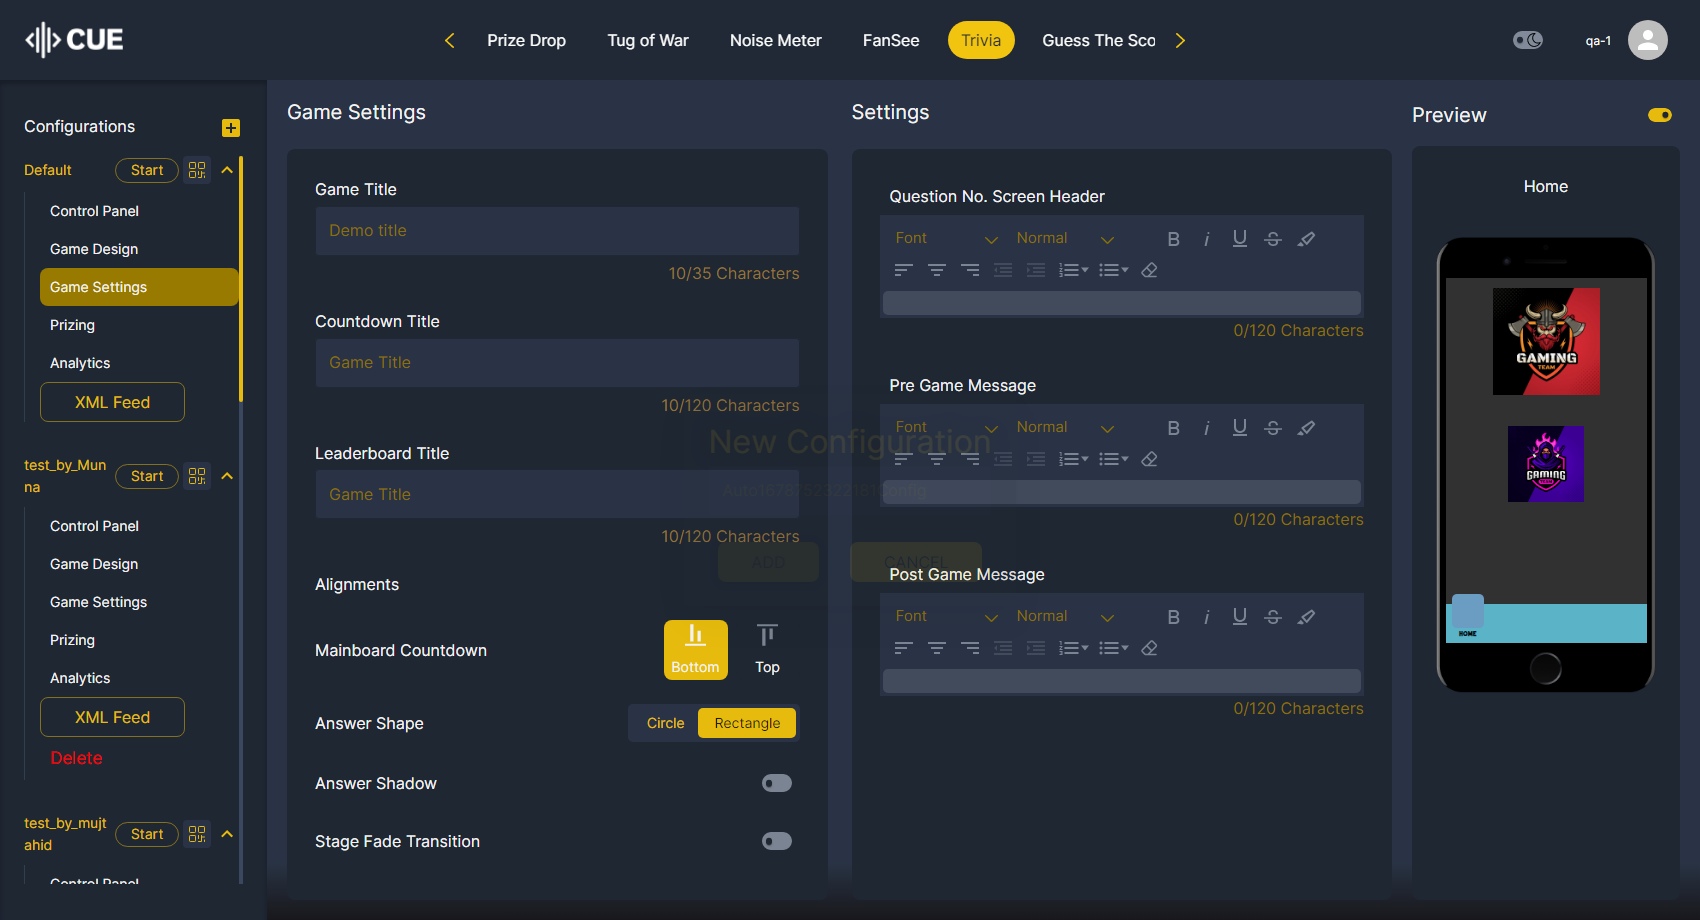 CUE
Prize Drop
Tug of War
Noise Meter
FanSee
Trivia
Guess The Sco
qa-1
Configurations
Default
Start
Control Panel
Game Design
Game Settings
Prizing
Analytics
XML Feed
test_by_Mun
na
Start
Control Panel
Game Design
Game Settings
Prizing
Analytics
XML Feed
Delete
test_by_mujt
ahid
Start
Control Panel
Game Settings
Game Title
Demo title
10/35 Characters
Countdown Title
Game Title
10/120 Characters
Leaderboard Title
Game Title
10/120 Characters
Alignments
Mainboard Countdown
Bottom
Top
Answer Shape
Circle
Rectangle
Answer Shadow
Stage Fade Transition
New Configuration
ADD
CANCEL
Settings
Question No. Screen Header
Font
Normal
B i U S
0/120 Characters
Pre Game Message
Font
Normal
B i U S
0/120 Characters
Post Game Message
Font
Normal
B i U S
0/120 Characters
Preview
Home
GAMING
TEAM
GAMING
TEAM
HOME